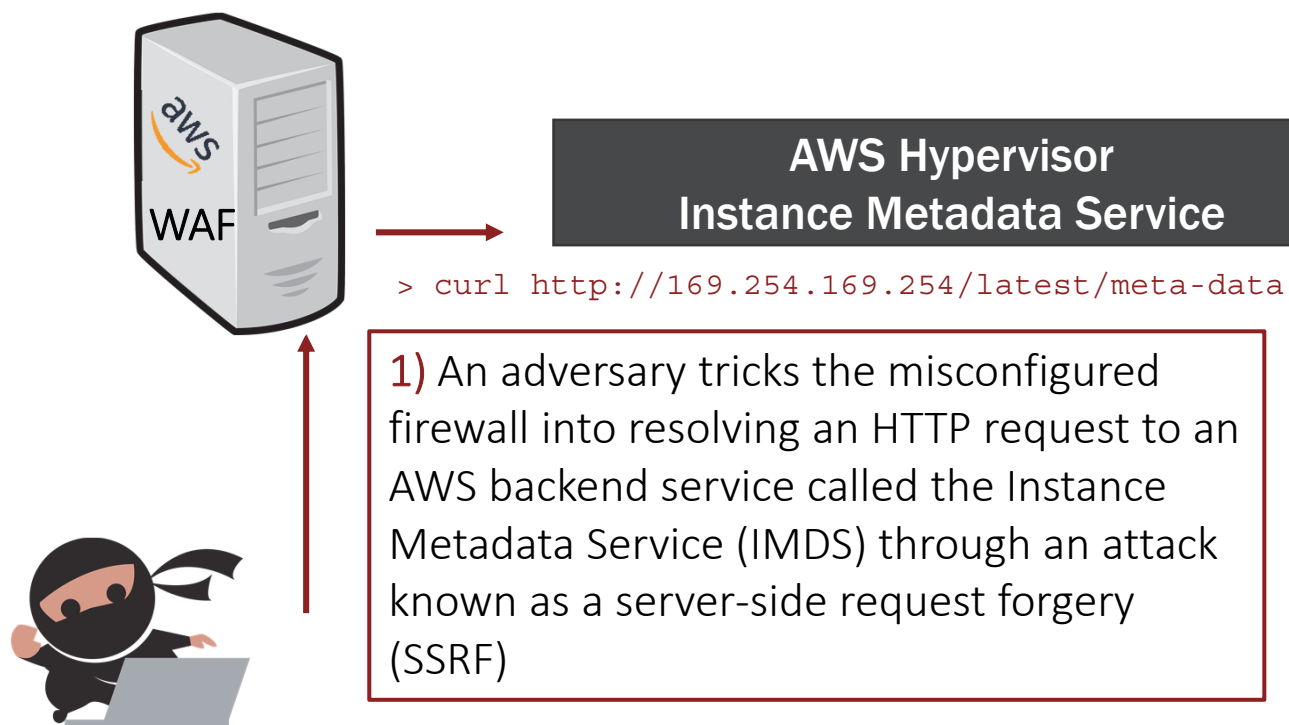 aws
WAF
AWS Hypervisor
Instance Metadata Service
> curl http://169.254.169.254/latest/meta-data
1) An adversary tricks the misconfigured
firewall into resolving an HTTP request to an
AWS backend service called the Instance
Metadata Service (IMDS) through an attack
known as a server-side request forgery
(SSRF)